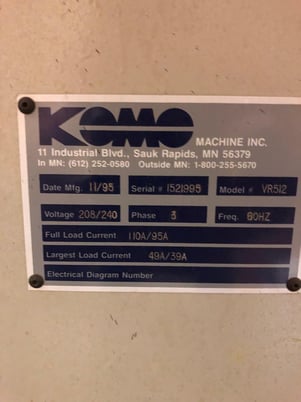 KOMO MACHINE INC.
11 Industrial Blvd., Sauk Rapids, MN 56379
In MN: (612) 252-0580 Outside MN: 1-800-255-5670
Date Mfg. 11/95 Serial # 1521995 Model # VR512
Voltage 208/240 Phase 3 Freq. 60HZ
Full Load Current 110A/95A
Largest Load Current 49A/39A
Electrical Diagram Number